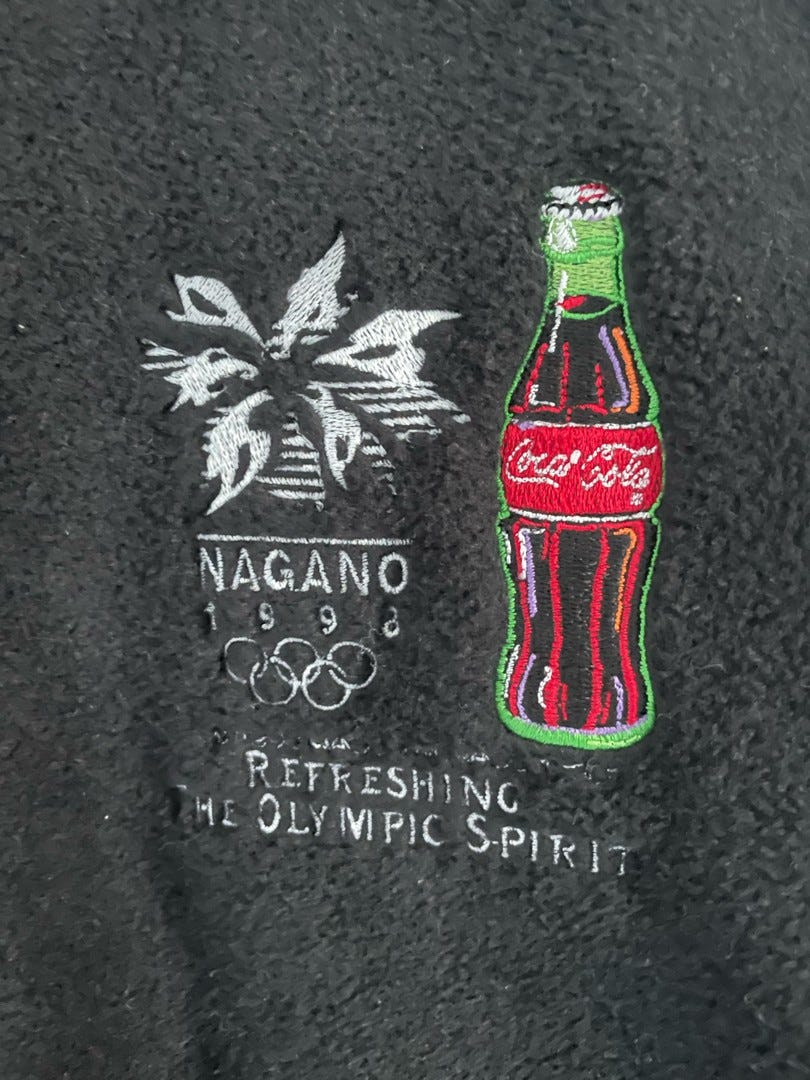 NAGANO
1998
Coca-Cola
REFRESHING
THE OLYMPIC SPIRIT